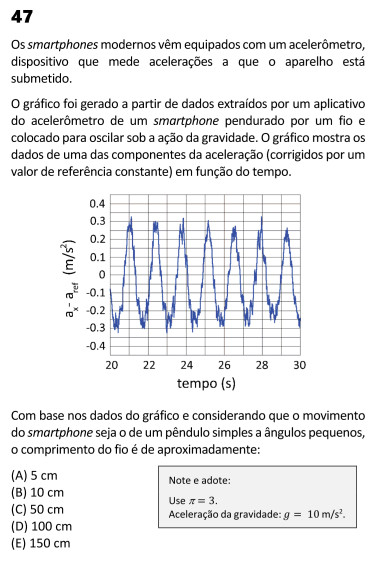 47
Os smartphones modernos vêm equipados com um acelerômetro,
dispositivo que mede acelerações a que o aparelho está
submetido.
O gráfico foi gerado a partir de dados extraídos por um aplicativo
do acelerômetro de um smartphone pendurado por um fio e
colocado para oscilar sob a ação da gravidade. O gráfico mostra os
dados de uma das componentes da aceleração (corrigidos por um
valor de referência constante) em função do tempo.
0.4
0.3
0.2
0.1
0
-0.1
-0.2
-0.3
-0.4
aₓ - a_ref (m/s²)
20 22 24 26 28 30
tempo (s)
Com base nos dados do gráfico e considerando que o movimento
do smartphone seja o de um pêndulo simples a ângulos pequenos,
o comprimento do fio é de aproximadamente:
(A) 5 cm
(B) 10 cm
(C) 50 cm
(D) 100 cm
(E) 150 cm
Note e adote:
Use π = 3.
Aceleração da gravidade: g = 10 m/s².